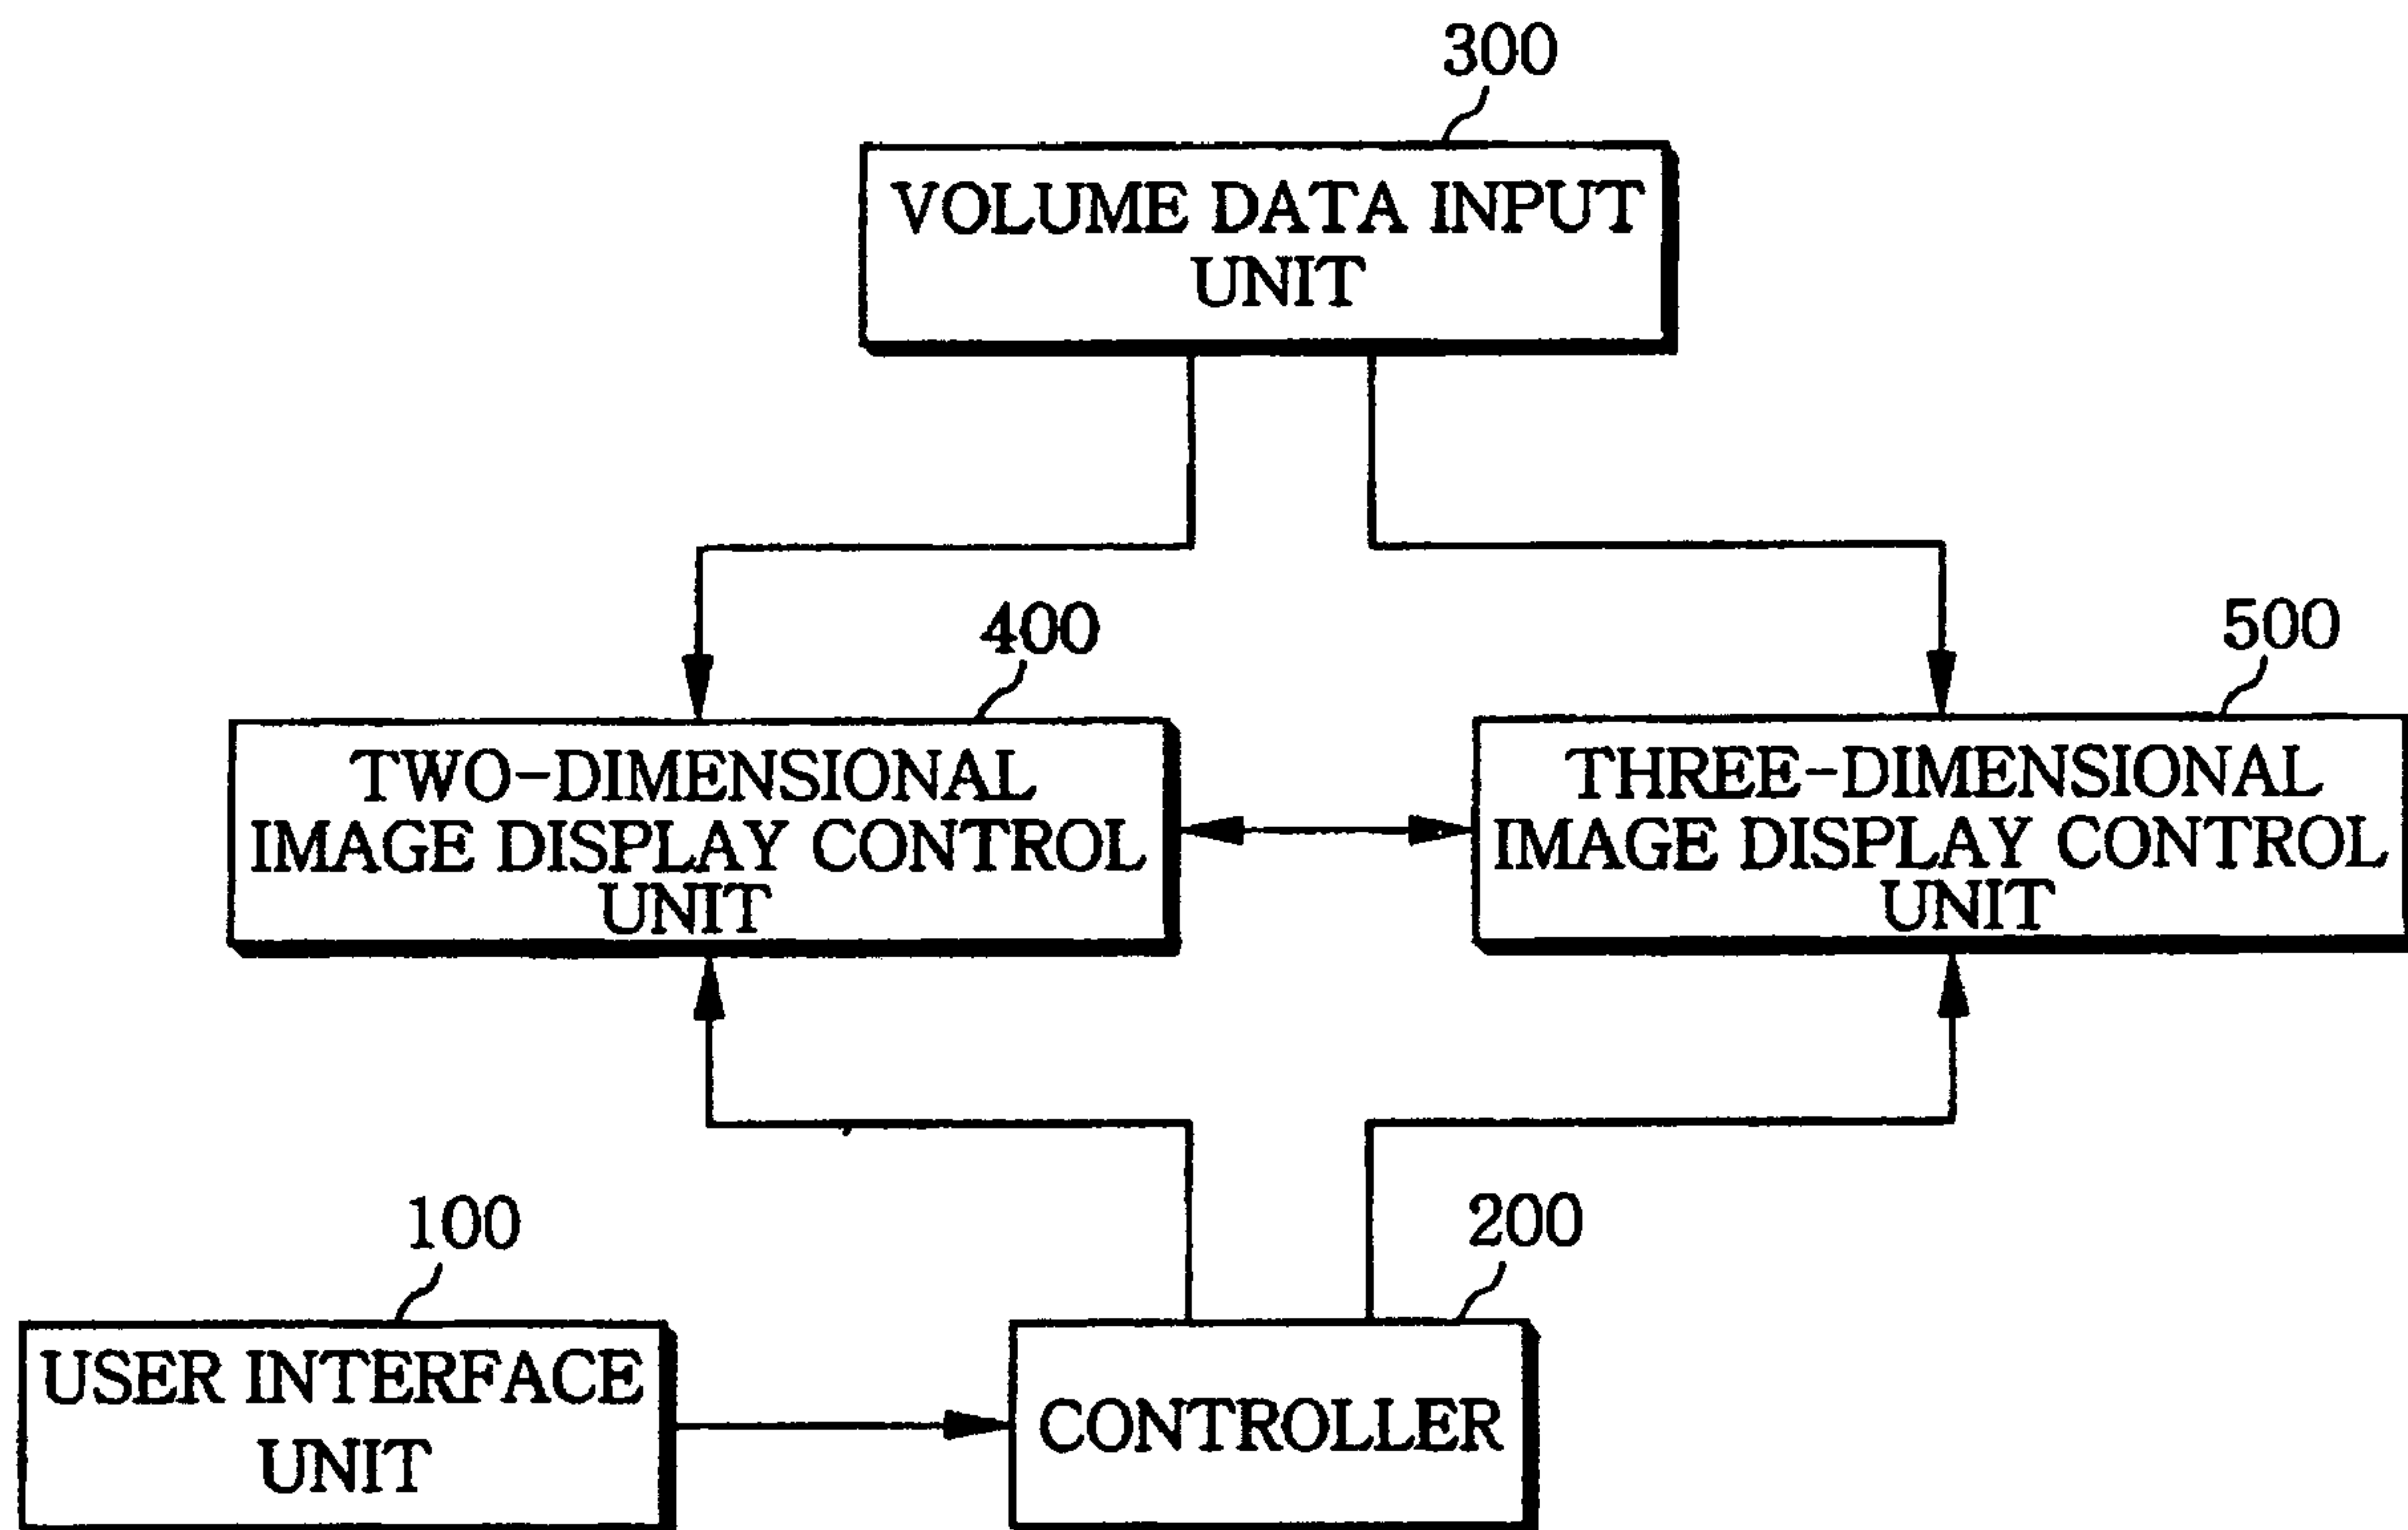 300
VOLUME DATA INPUT
UNIT
400
TWO-DIMENSIONAL
IMAGE DISPLAY CONTROL
UNIT
500
THREE-DIMENSIONAL
IMAGE DISPLAY CONTROL
UNIT
100
USER INTERFACE
UNIT
200
CONTROLLER